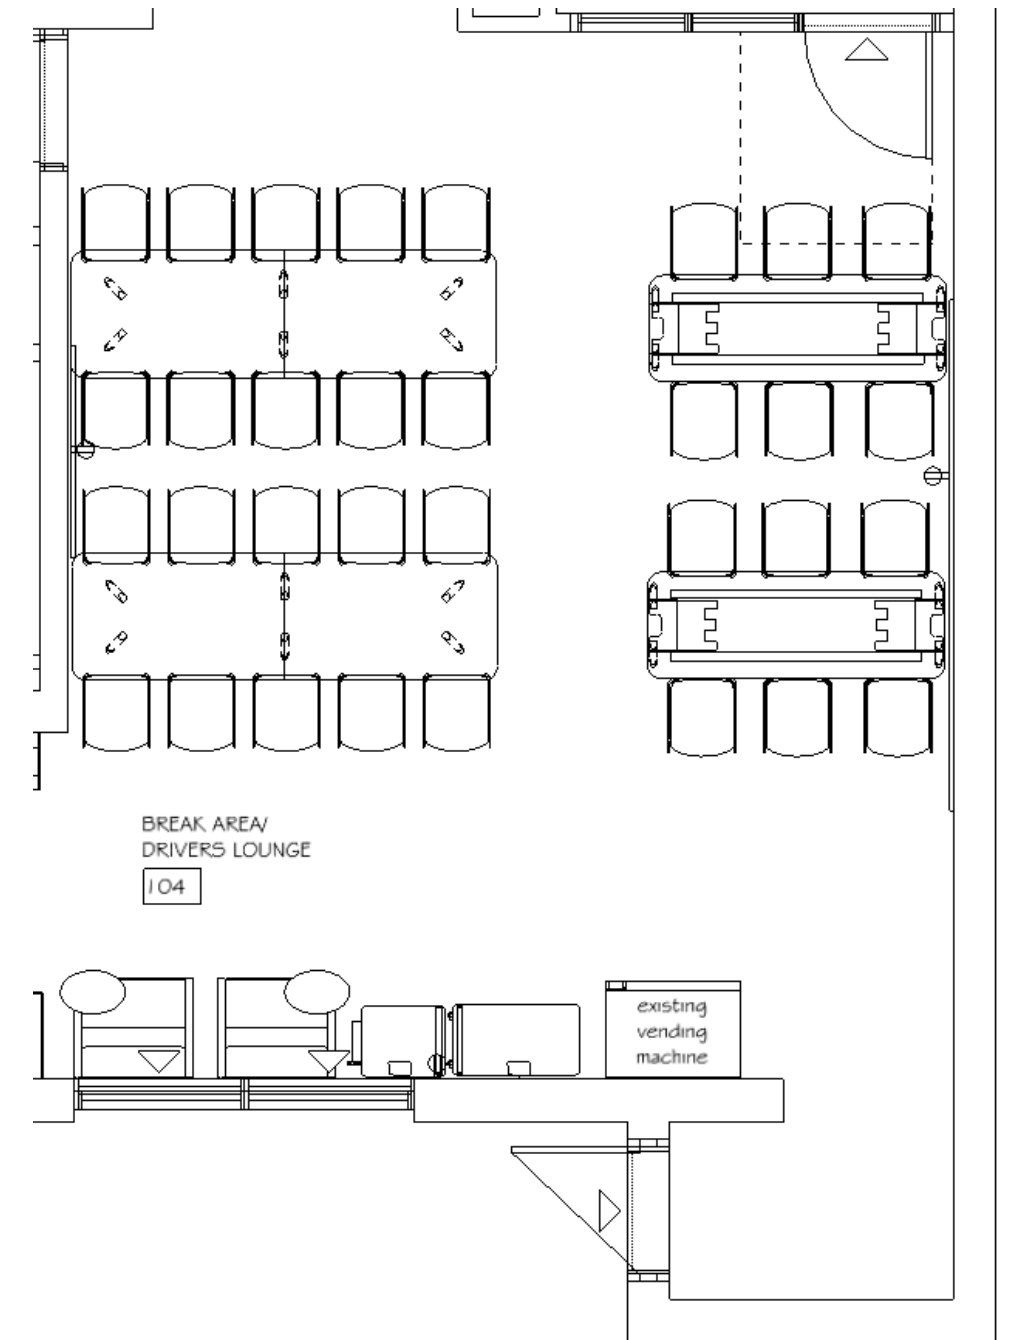 BREAK AREA/
DRIVERS LOUNGE
104
existing
vending
machine